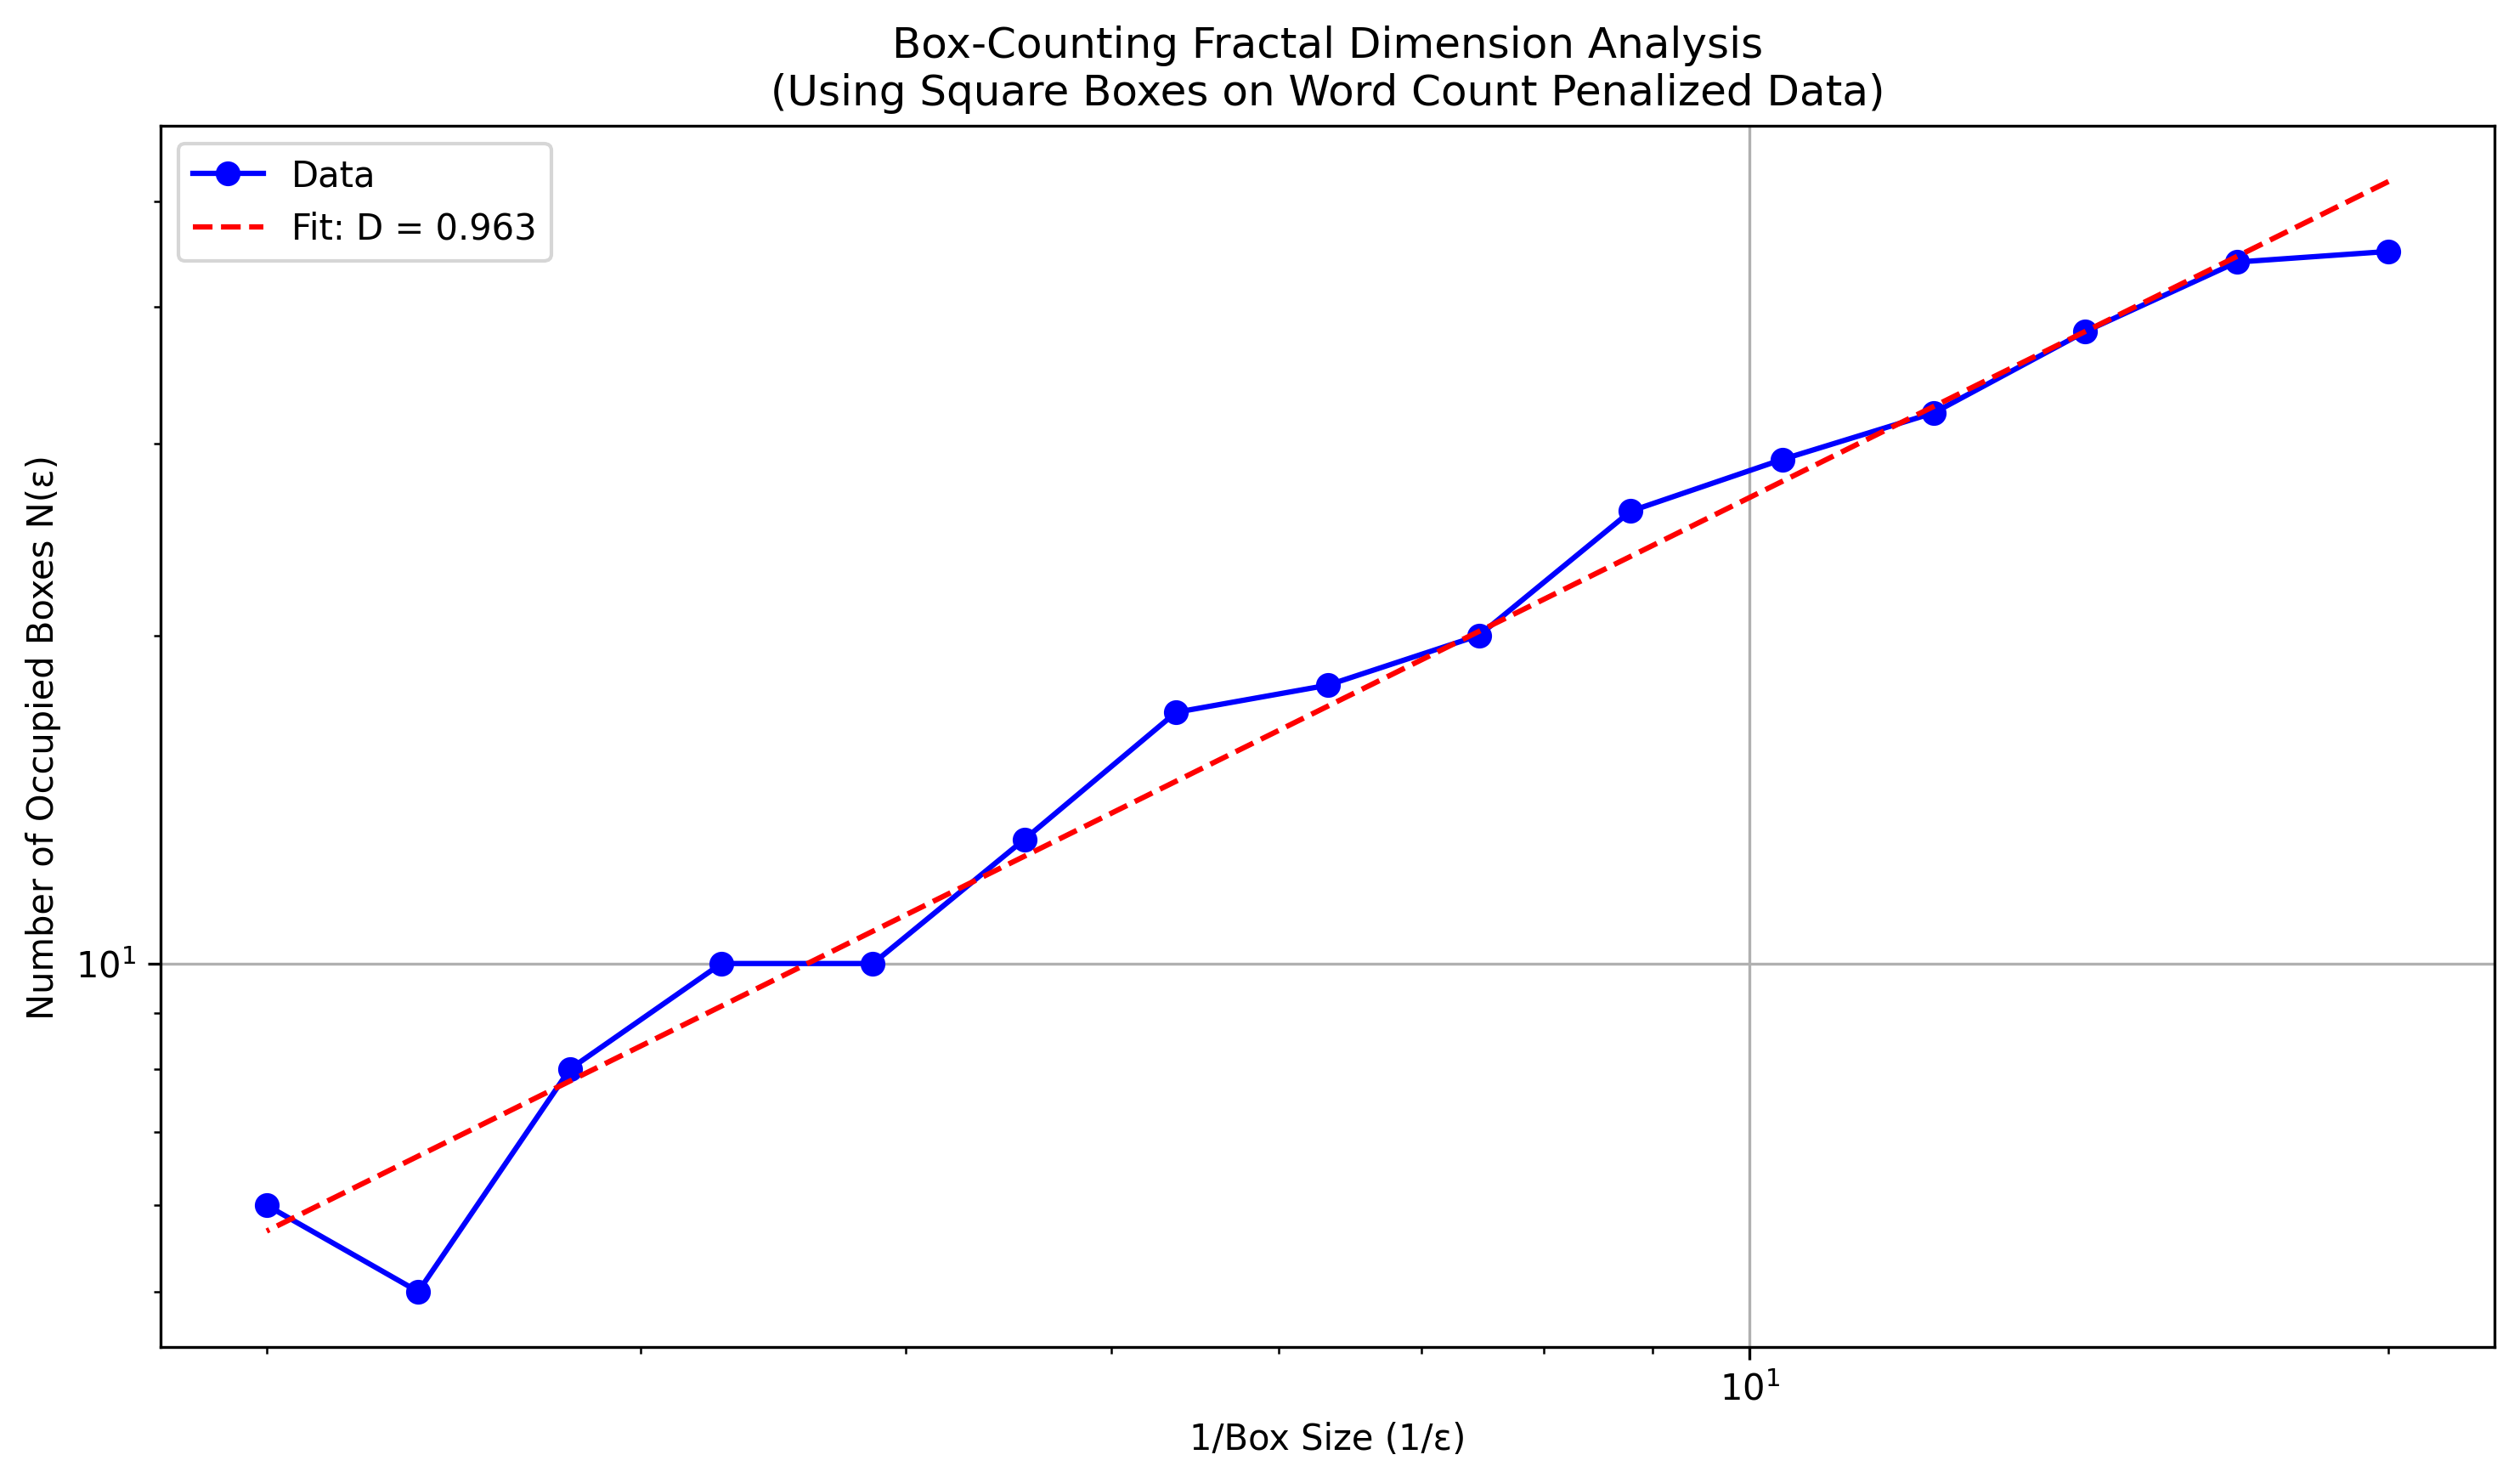 Box-Counting Fractal Dimension Analysis
(Using Square Boxes on Word Count Penalized Data)
Data
Fit: D = 0.963
Number of Occupied Boxes N(ε)
10¹
10¹
1/Box Size (1/ε)